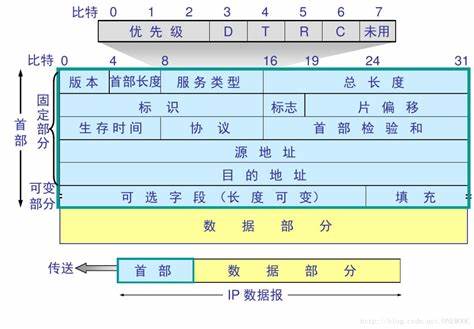 比特 0 1 2 3 4 5 6 7
优先级 D T R C 未用
比特 0 4 8 16 19 24 31
版本 首部长度 服务类型 总长度
标识 标志 片偏移
生存时间 协议 首部检验和
源地址
目的地址
可选字段（长度可变） 填充
首部
固定部分
可变部分
数据部分
传送 首部 数据部分
IP 数据报